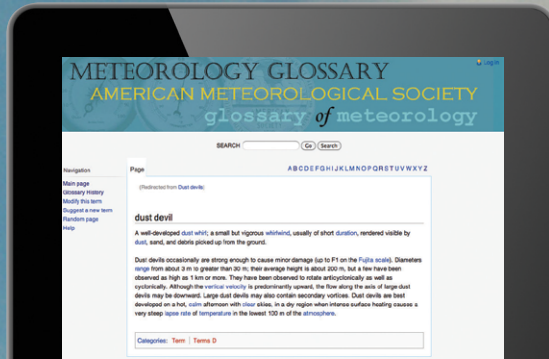 METEOROLOGY GLOSSARY
Log in
AMERICAN METEOROLOGICAL SOCIETY
glossary of meteorology
SEARCH Go Search
Navigation
Main page
Glossary History
Modify this term
Suggest a new term
Random page
Help
Page
A B C D E F G H I J K L M N O P Q R S T U V W X Y Z
(Redirected from Dust devils)
dust devil
A well-developed dust whirl; a small but vigorous whirlwind, usually of short duration, rendered visible by
dust, sand, and debris picked up from the ground.
Dust devils occasionally are strong enough to cause minor damage (up to F1 on the Fujita scale). Diameters
range from about 3 m to greater than 30 m; their average height is about 200 m, but a few have been
observed as high as 1 km or more. They have been observed to rotate anticyclonically as well as
cyclonically. Although the vertical velocity is predominantly upward, the flow along the axis of large dust
devils may be downward. Large dust devils may also contain secondary vortices. Dust devils are best
developed on a hot, calm afternoon with clear skies, in a dry region when intense surface heating causes a
very steep lapse rate of temperature in the lowest 100 m of the atmosphere.
Categories: Term | Terms D